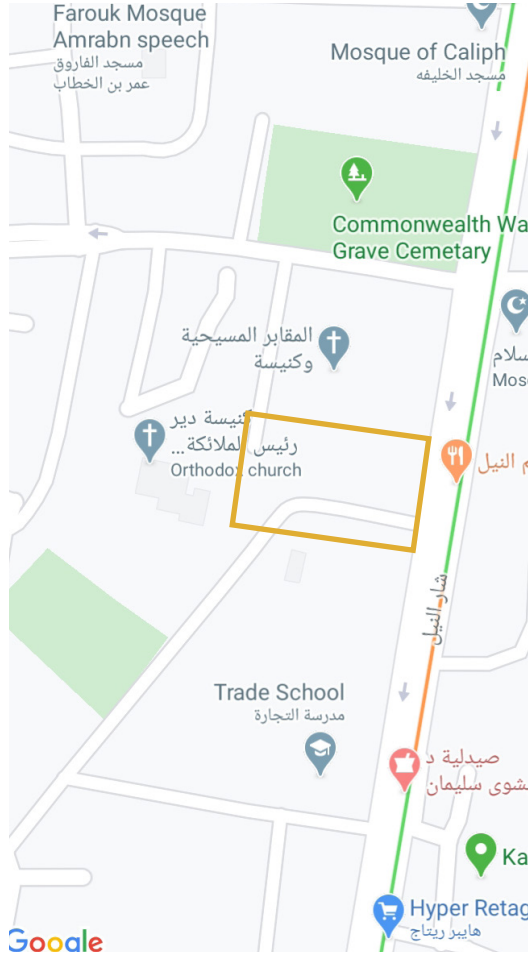 Farouk Mosque
Amrabn speech
مسجد الفاروق
عمر بن الخطاب
Mosque of Caliph
مسجد الخليفه
Commonwealth Wa
Grave Cemetary
المقابر المسيحية
وكنيسة
سلام
Mos
كنيسة دير
رئيس الملائكة...
Orthodox church
م النيل
شار النيل
Trade School
مدرسة التجارة
صيدلية د
شوى سليمان
Ka
Hyper Retag
هايبر ريتاج
Google